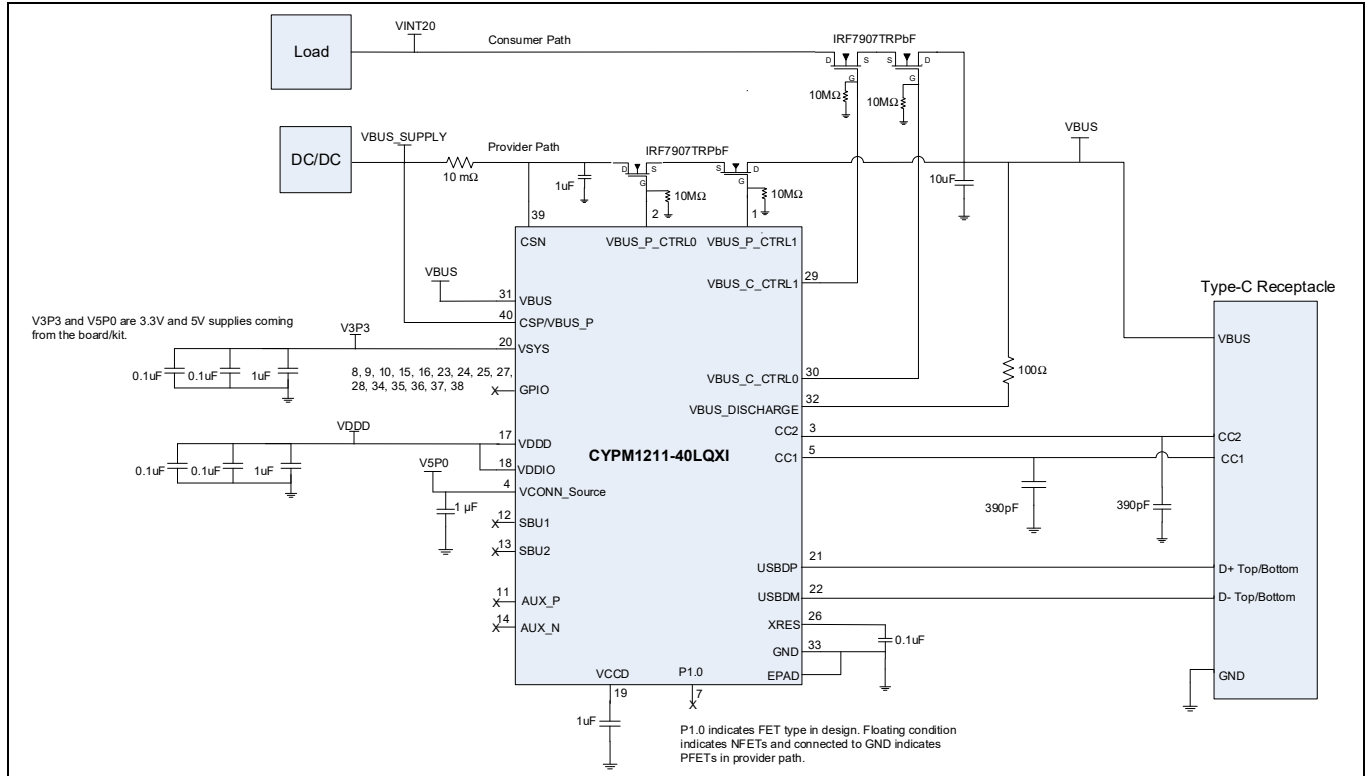 VINT20
Load
Consumer Path
IRF7907TRPbF
D
S
S
D
G
G
10MΩ
10MΩ
VBUS_SUPPLY
VBUS
DC/DC
Provider Path
IRF7907TRPbF
10 mΩ
1uF
D
S
S
D
G
G
10MΩ
10MΩ
10uF
39
2
1
CSN
VBUS_P_CTRL0
VBUS_P_CTRL1
VBUS_C_CTRL1
29
Type-C Receptacle
VBUS
31
VBUS
40
CSP/VBUS_P
V3P3 and V5P0 are 3.3V and 5V supplies coming
from the board/kit.
V3P3
20
VSYS
VBUS
0.1uF
0.1uF
1uF
8, 9, 10, 15, 16, 23, 24, 25, 27,
28, 34, 35, 36, 37, 38
GPIO
VBUS_C_CTRL0
30
100Ω
VBUS_DISCHARGE
32
VDDD
17
VDDD
CC2
3
CC2
CYPM1211-40LQXI
CC1
5
CC1
0.1uF
0.1uF
1uF
18
VDDIO
V5P0
4
VCONN_Source
1 µF
390pF
390pF
12
SBU1
13
SBU2
USBDP
21
D+ Top/Bottom
USBDM
22
D- Top/Bottom
11
AUX_P
14
AUX_N
XRES
26
0.1uF
GND
33
EPAD
GND
VCCD
P1.0
19
7
1uF
P1.0 indicates FET type in design. Floating condition
indicates NFETs and connected to GND indicates
PFETs in provider path.